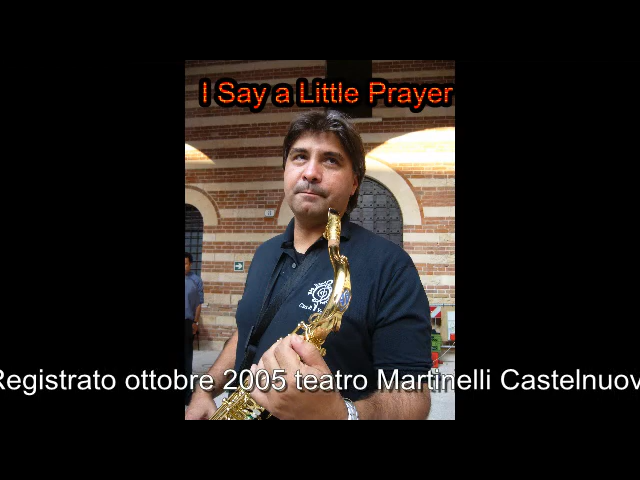 I Say a Little Prayer
Registrato ottobre 2005 teatro Martinelli Castelnuov